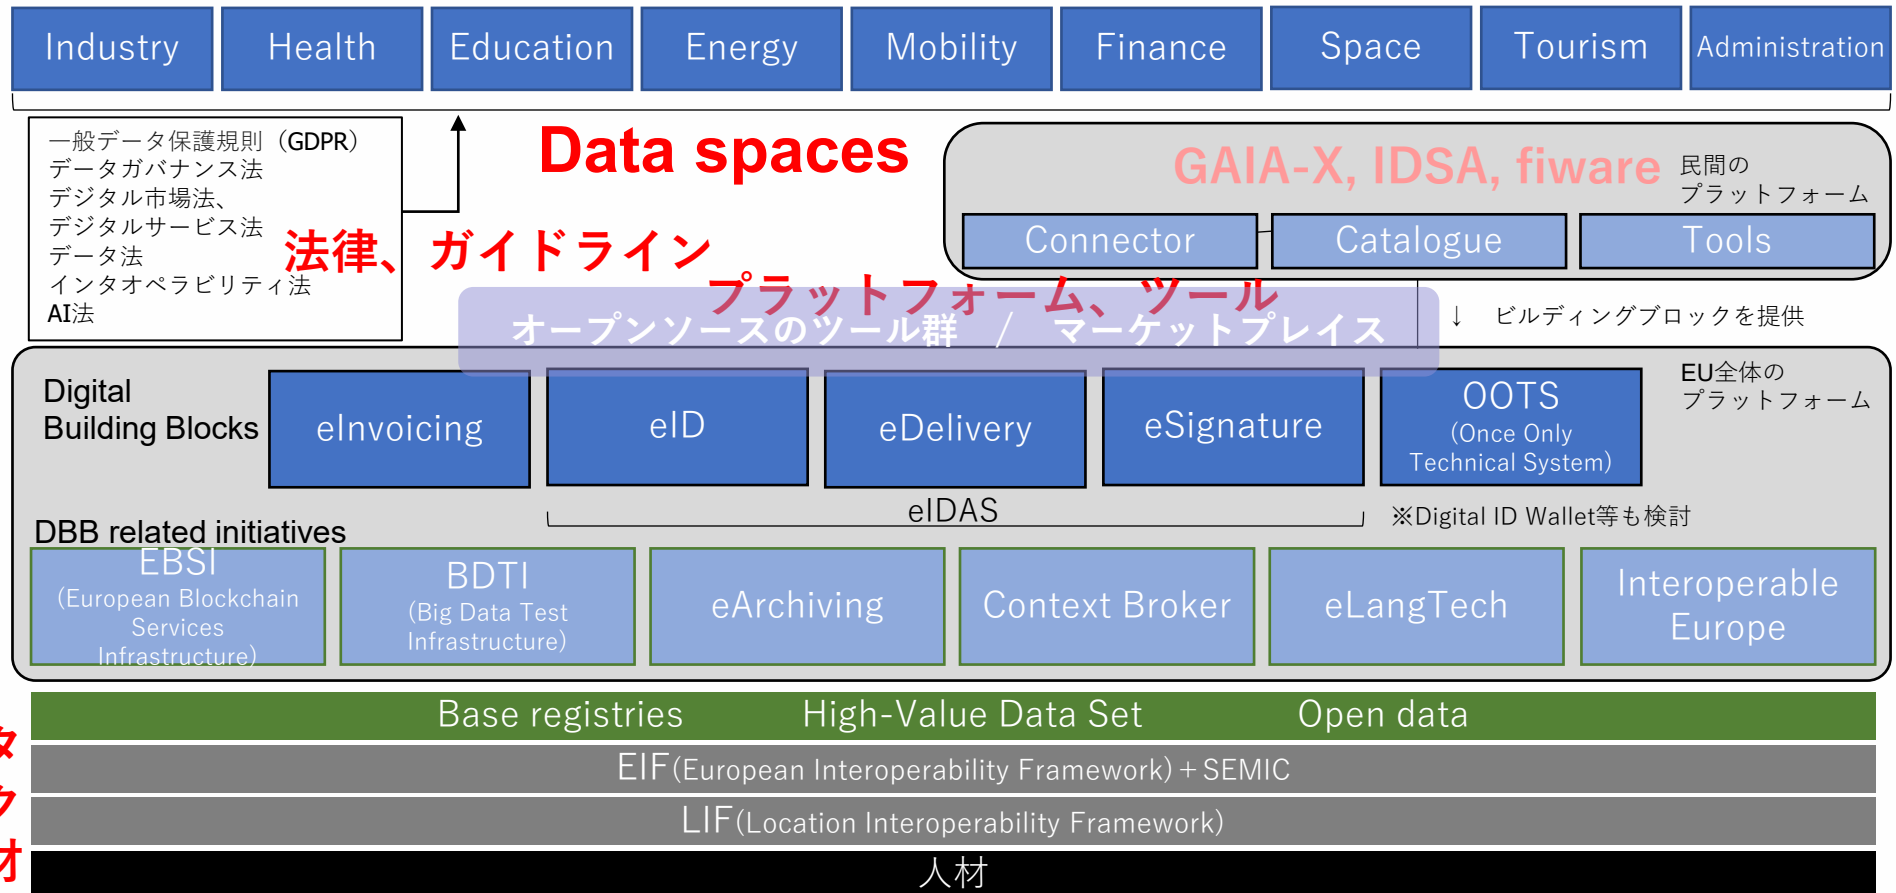 Industry
Health
Education
Energy
Mobility
Finance
Space
Tourism
Administration
一般データ保護規則（GDPR）
データガバナンス法
デジタル市場法、
デジタルサービス法
データ法
インタオペラビリティ法
AI法
Data spaces
法律、ガイドライン
プラットフォーム、ツール
GAIA-X, IDSA, fiware
民間の
プラットフォーム
Connector
Catalogue
Tools
オープンソースのツール群　/　マーケットプレイス
↓　ビルディングブロックを提供
Digital
Building Blocks
eInvoicing
eID
eDelivery
eSignature
OOTS
(Once Only
Technical System)
EU全体の
プラットフォーム
eIDAS
※Digital ID Wallet等も検討
DBB related initiatives
EBSI
(European Blockchain
Services
Infrastructure)
BDTI
(Big Data Test
Infrastructure)
eArchiving
Context Broker
eLangTech
Interoperable
Europe
Base registries
High-Value Data Set
Open data
EIF(European Interoperability Framework)＋SEMIC
LIF(Location Interoperability Framework)
人材
タ
ク
材